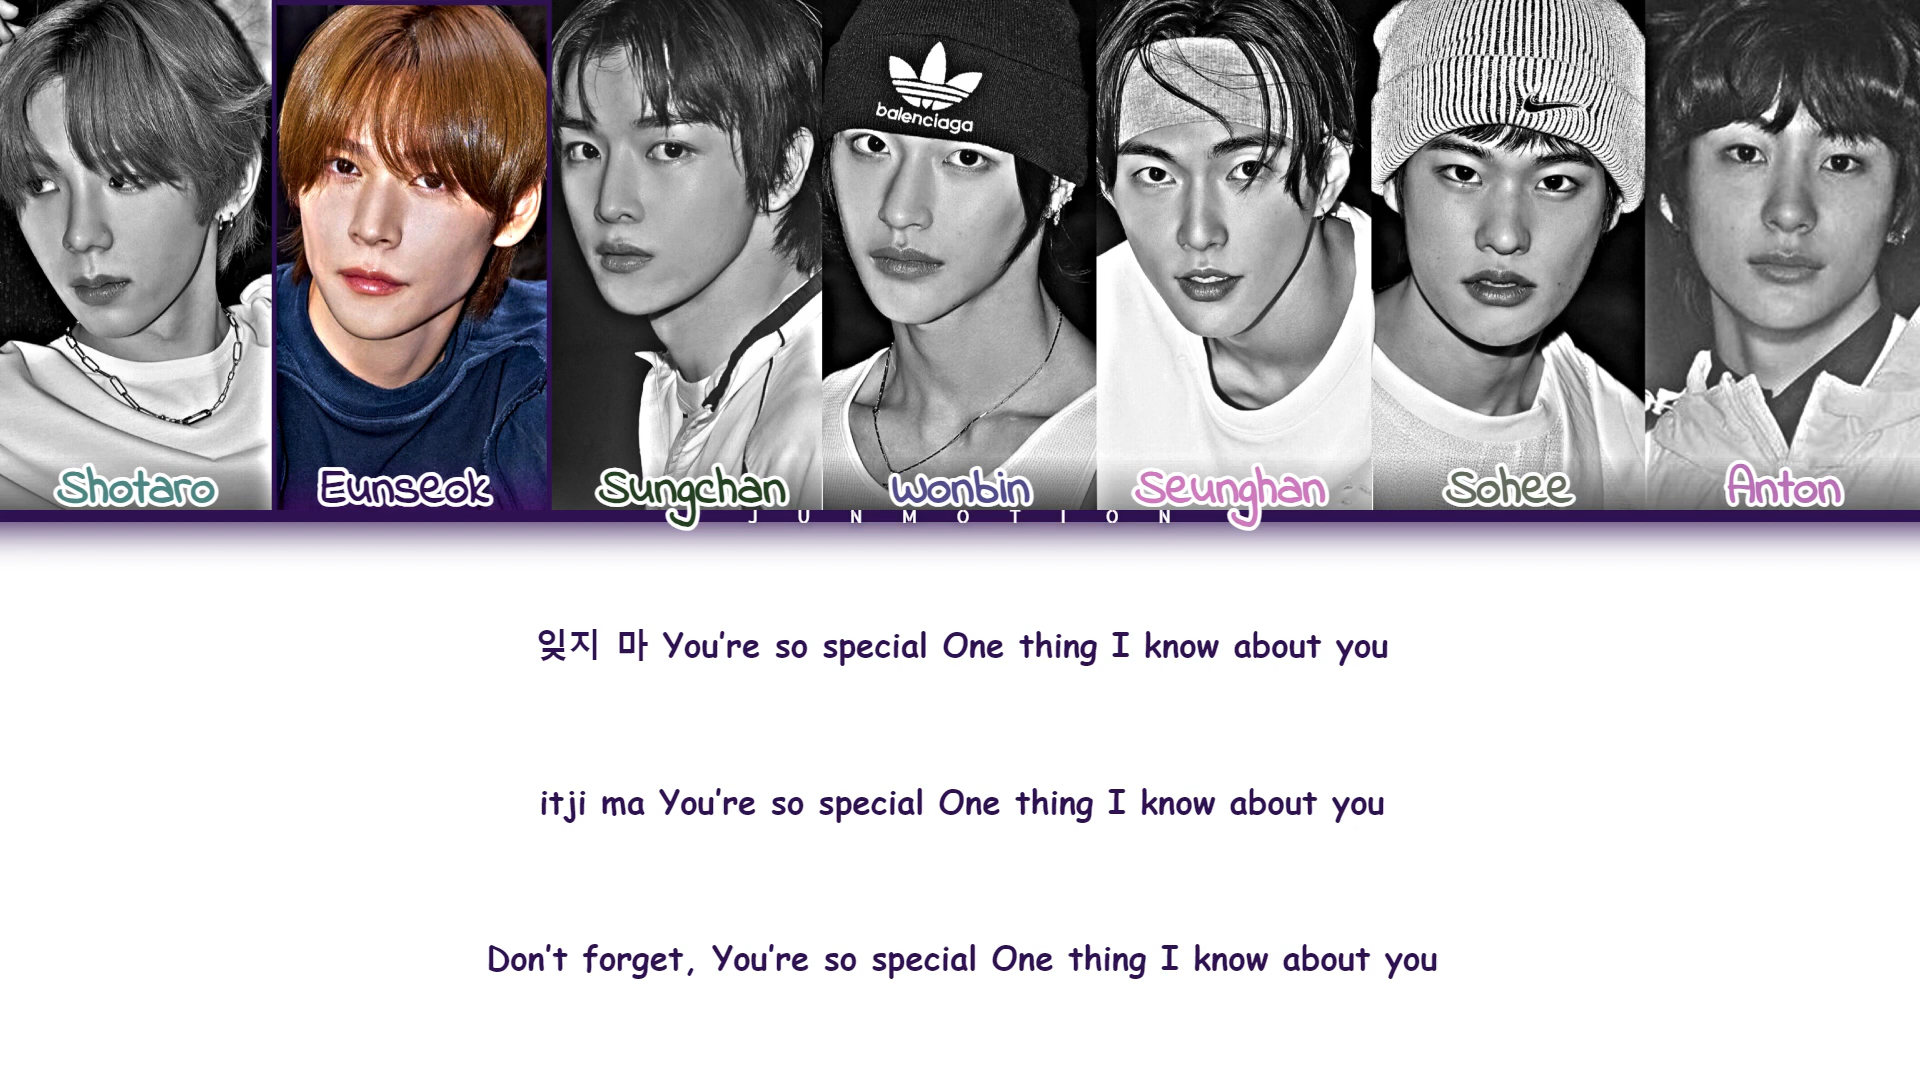 balenciaga
Shotaro
Eunseok
Sungchan
Wonbin
Seunghan
Sohee
Anton
JUNMOTION
잊지 마 You're so special One thing I know about you
itji ma You're so special One thing I know about you
Don't forget, You're so special One thing I know about you